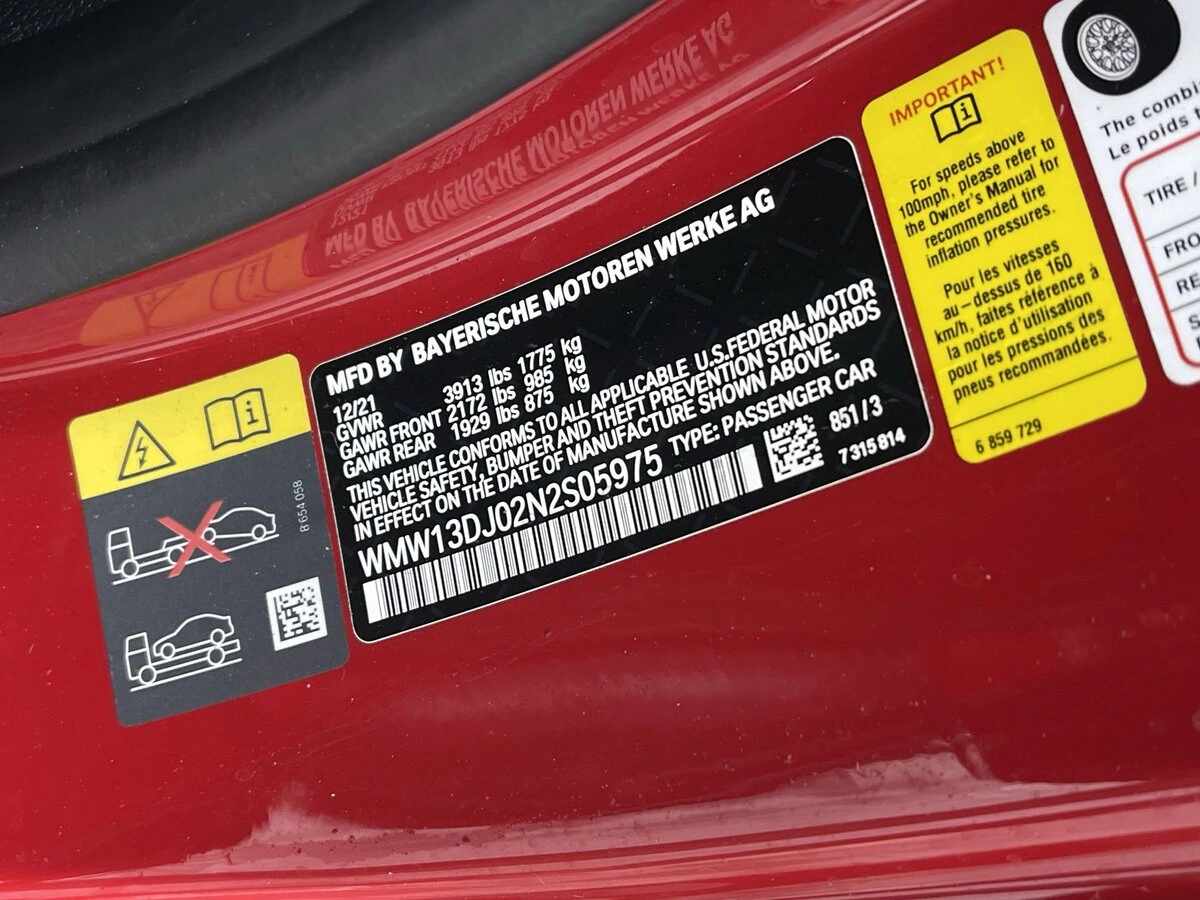 MFD BY BAYERISCHE MOTOREN WERKE AG
12/21
GVWR 3913 lbs 1775 kg
GAWR FRONT 2172 lbs 985 kg
GAWR REAR 1929 lbs 875 kg
THIS VEHICLE CONFORMS TO ALL APPLICABLE U.S.FEDERAL MOTOR
VEHICLE SAFETY, BUMPER AND THEFT PREVENTION STANDARDS
IN EFFECT ON THE DATE OF MANUFACTURE SHOWN ABOVE.
WMW13DJ02N2S05975 TYPE: PASSENGER CAR
851/3
7315814
8 654 058
IMPORTANT!
For speeds above
100mph, please refer to
the Owner's Manual for
recommended tire
inflation pressures.
Pour les vitesses
au-dessus de 160
km/h, faites référence à
la notice d'utilisation
pour les pressions des
pneus recommandées.
6 859 729
The combi
Le poids
TIRE /
FRO
RE
S